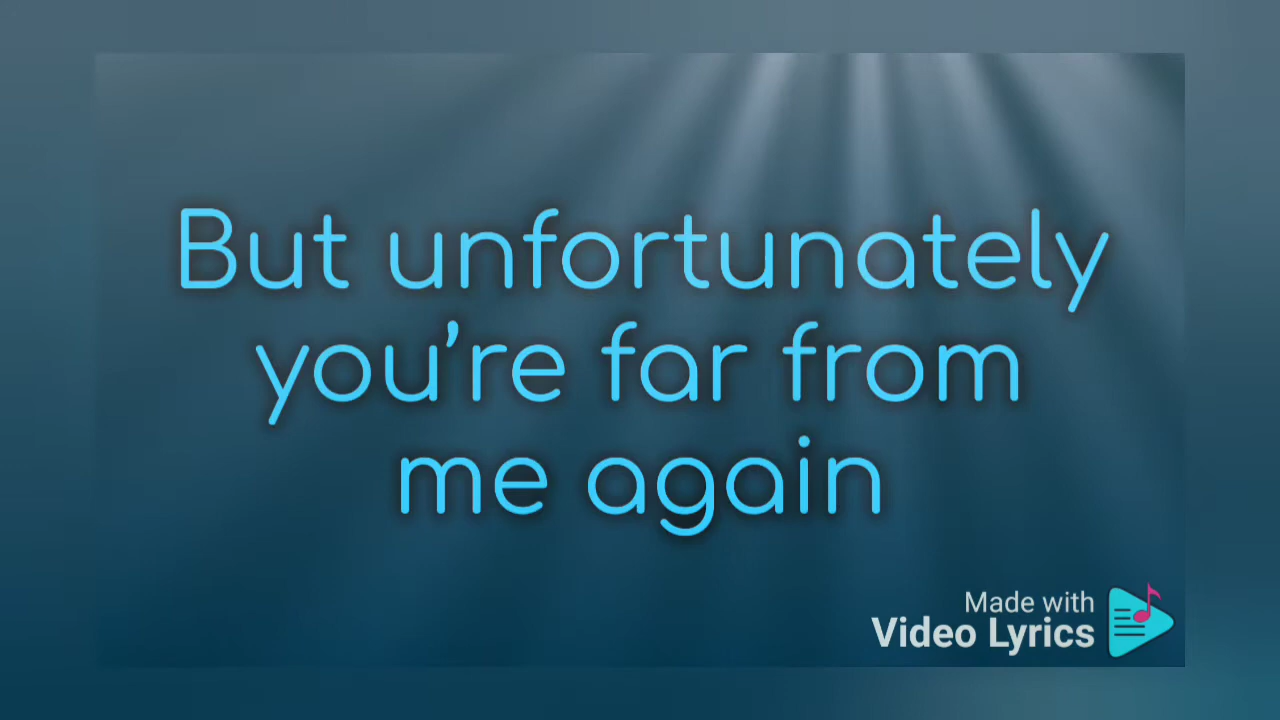 But unfortunately
you’re far from
me again
Made with
Video Lyrics